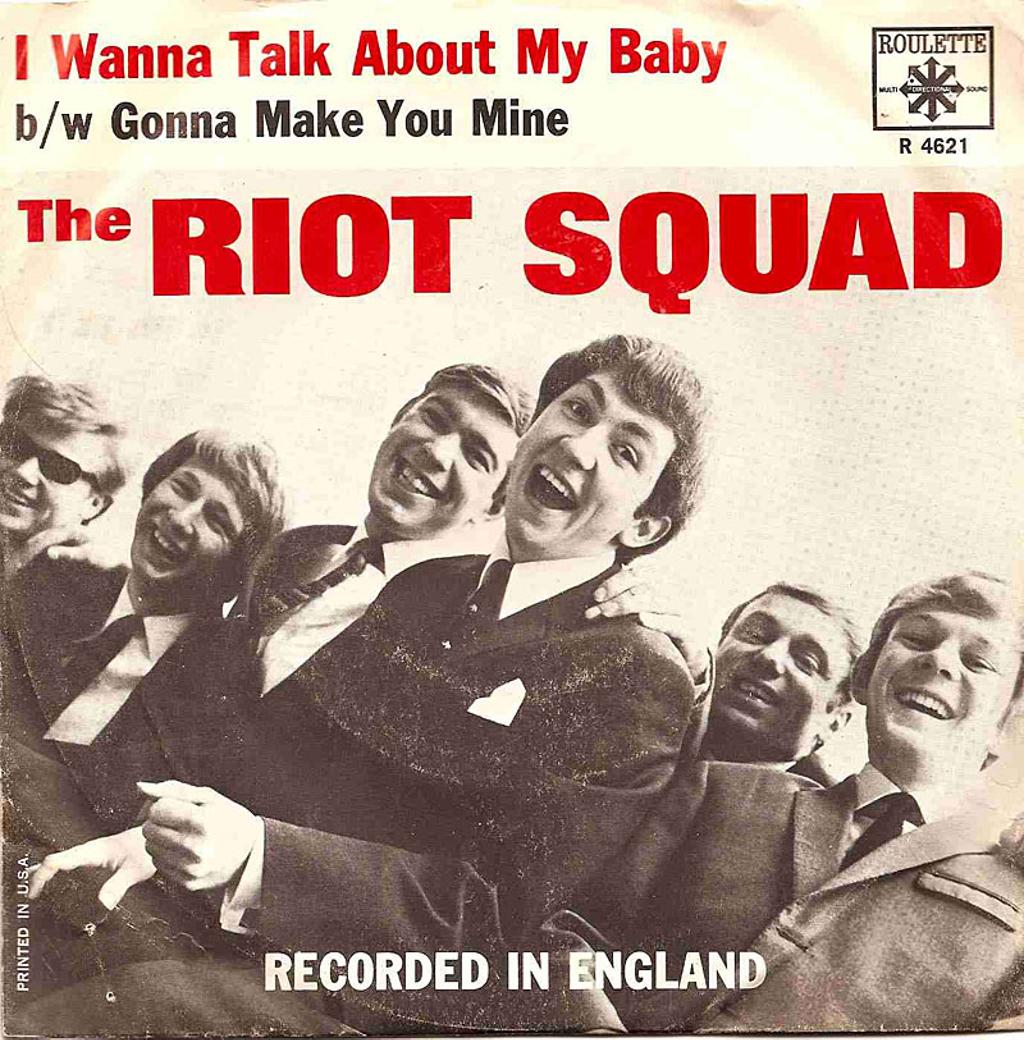 I Wanna Talk About My Baby
b/w Gonna Make You Mine
ROULETTE
MULTI DIRECTIONAL SOUND
R 4621
The RIOT SQUAD
PRINTED IN U.S.A.
RECORDED IN ENGLAND